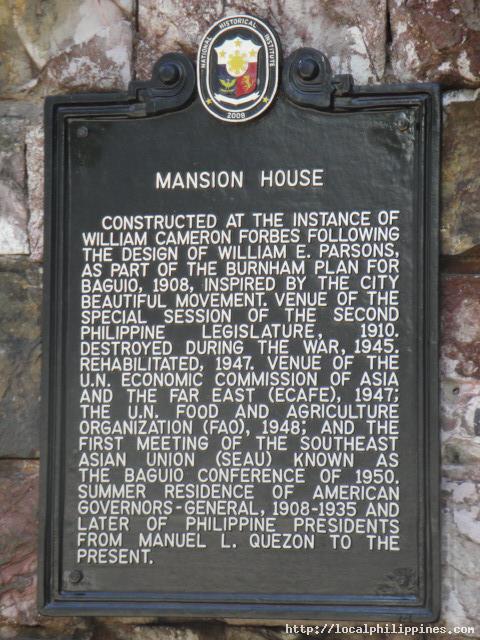 NATIONAL HISTORICAL INSTITUTE
2009
MANSION HOUSE
CONSTRUCTED AT THE INSTANCE OF
WILLIAM CAMERON FORBES FOLLOWING
THE DESIGN OF WILLIAM E. PARSONS,
AS PART OF THE BURNHAM PLAN FOR
BAGUIO, 1908, INSPIRED BY THE CITY
BEAUTIFUL MOVEMENT. VENUE OF THE
SPECIAL SESSION OF THE SECOND
PHILIPPINE LEGISLATURE, 1910.
DESTROYED DURING THE WAR, 1945.
REHABILITATED, 1947. VENUE OF THE
U.N. ECONOMIC COMMISSION OF ASIA
AND THE FAR EAST (ECAFE), 1947;
THE U.N. FOOD AND AGRICULTURE
ORGANIZATION (FAO), 1948; AND THE
FIRST MEETING OF THE SOUTHEAST
ASIAN UNION (SEAU) KNOWN AS
THE BAGUIO CONFERENCE OF 1950.
SUMMER RESIDENCE OF AMERICAN
GOVERNORS-GENERAL, 1908-1935 AND
LATER OF PHILIPPINE PRESIDENTS
FROM MANUEL L. QUEZON TO THE
PRESENT.
http://localphilippines.com